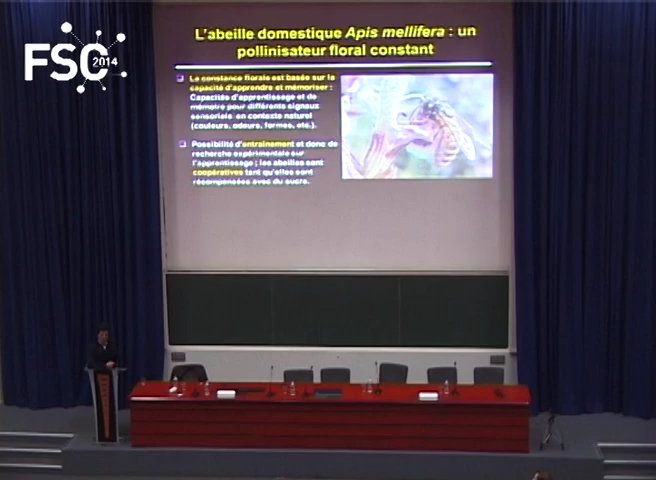 FSC 2014
L'abeille domestique Apis mellifera : un
pollinisateur floral constant
La constance florale est basée sur la
capacité d'apprendre et mémoriser :
Capacités d'apprentissage et de
mémoire pour différents signaux
sensoriels en contexte naturel
(couleurs, odeurs, formes, etc.).
Possibilité d'entraînement et donc de
recherche expérimentale sur
l'apprentissage ; les abeilles sont
coopératives tant qu'elles sont
récompensées avec du sucre.